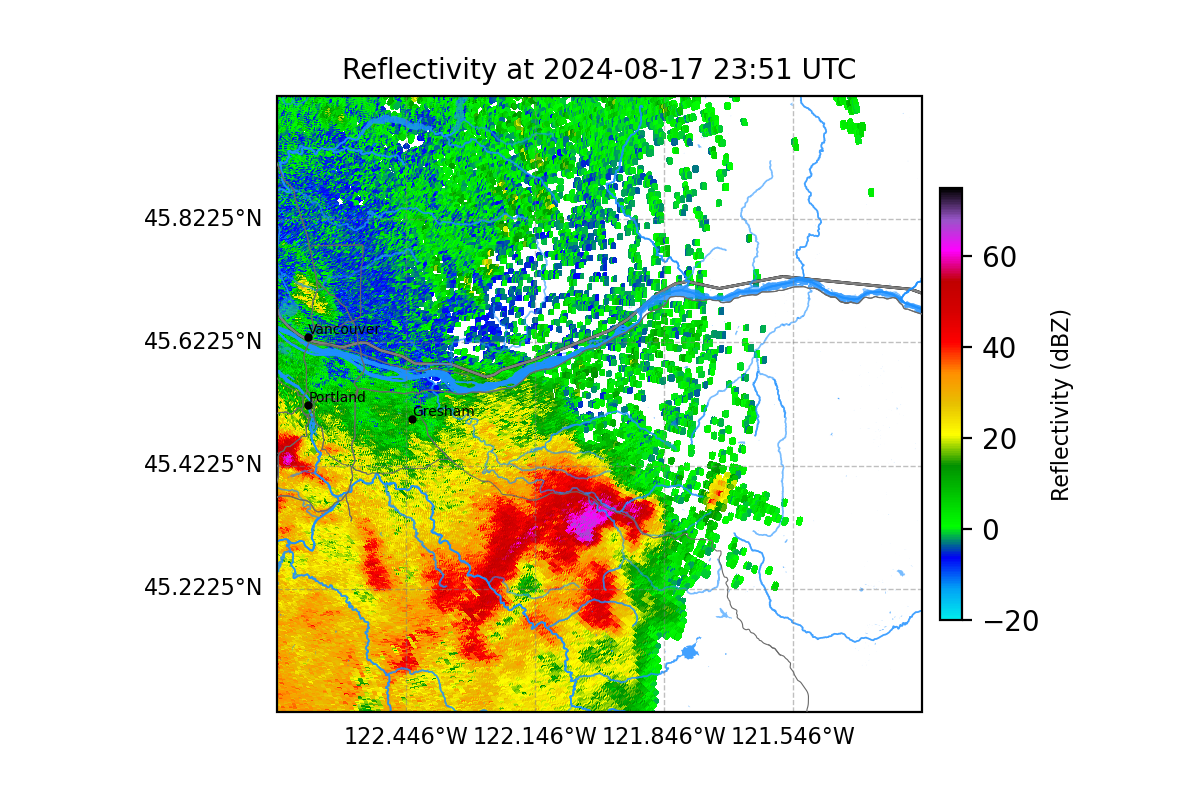 Reflectivity at 2024-08-17 23:51 UTC
45.8225°N
45.6225°N
45.4225°N
45.2225°N
Vancouver
Portland
Gresham
122.446°W 122.146°W 121.846°W 121.546°W
60
40
20
0
−20
Reflectivity (dBZ)